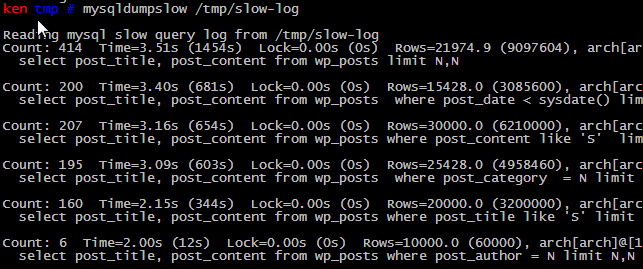 ken tmp # mysqldumpslow /tmp/slow-log
Reading mysql slow query log from /tmp/slow-log
Count: 414  Time=3.51s (1454s)  Lock=0.00s (0s)  Rows=21974.9 (9097604), arch[arch
  select post_title, post_content from wp_posts limit N,N
Count: 200  Time=3.40s (681s)  Lock=0.00s (0s)  Rows=15428.0 (3085600), arch[arc
  select post_title, post_content from wp_posts  where post_date < sysdate() lim
Count: 207  Time=3.16s (654s)  Lock=0.00s (0s)  Rows=30000.0 (6210000), arch[arc
  select post_title, post_content from wp_posts where post_content like 'S'  lim
Count: 195  Time=3.09s (603s)  Lock=0.00s (0s)  Rows=25428.0 (4958460), arch[arc
  select post_title, post_content from wp_posts  where post_category  = N limit
Count: 160  Time=2.15s (344s)  Lock=0.00s (0s)  Rows=20000.0 (3200000), arch[arc
  select post_title, post_content from wp_posts where post_title like 'S' limit
Count: 6  Time=2.00s (12s)  Lock=0.00s (0s)  Rows=10000.0 (60000), arch[arch]@[1
  select post_title, post_content from wp_posts where post_author = N limit N,N